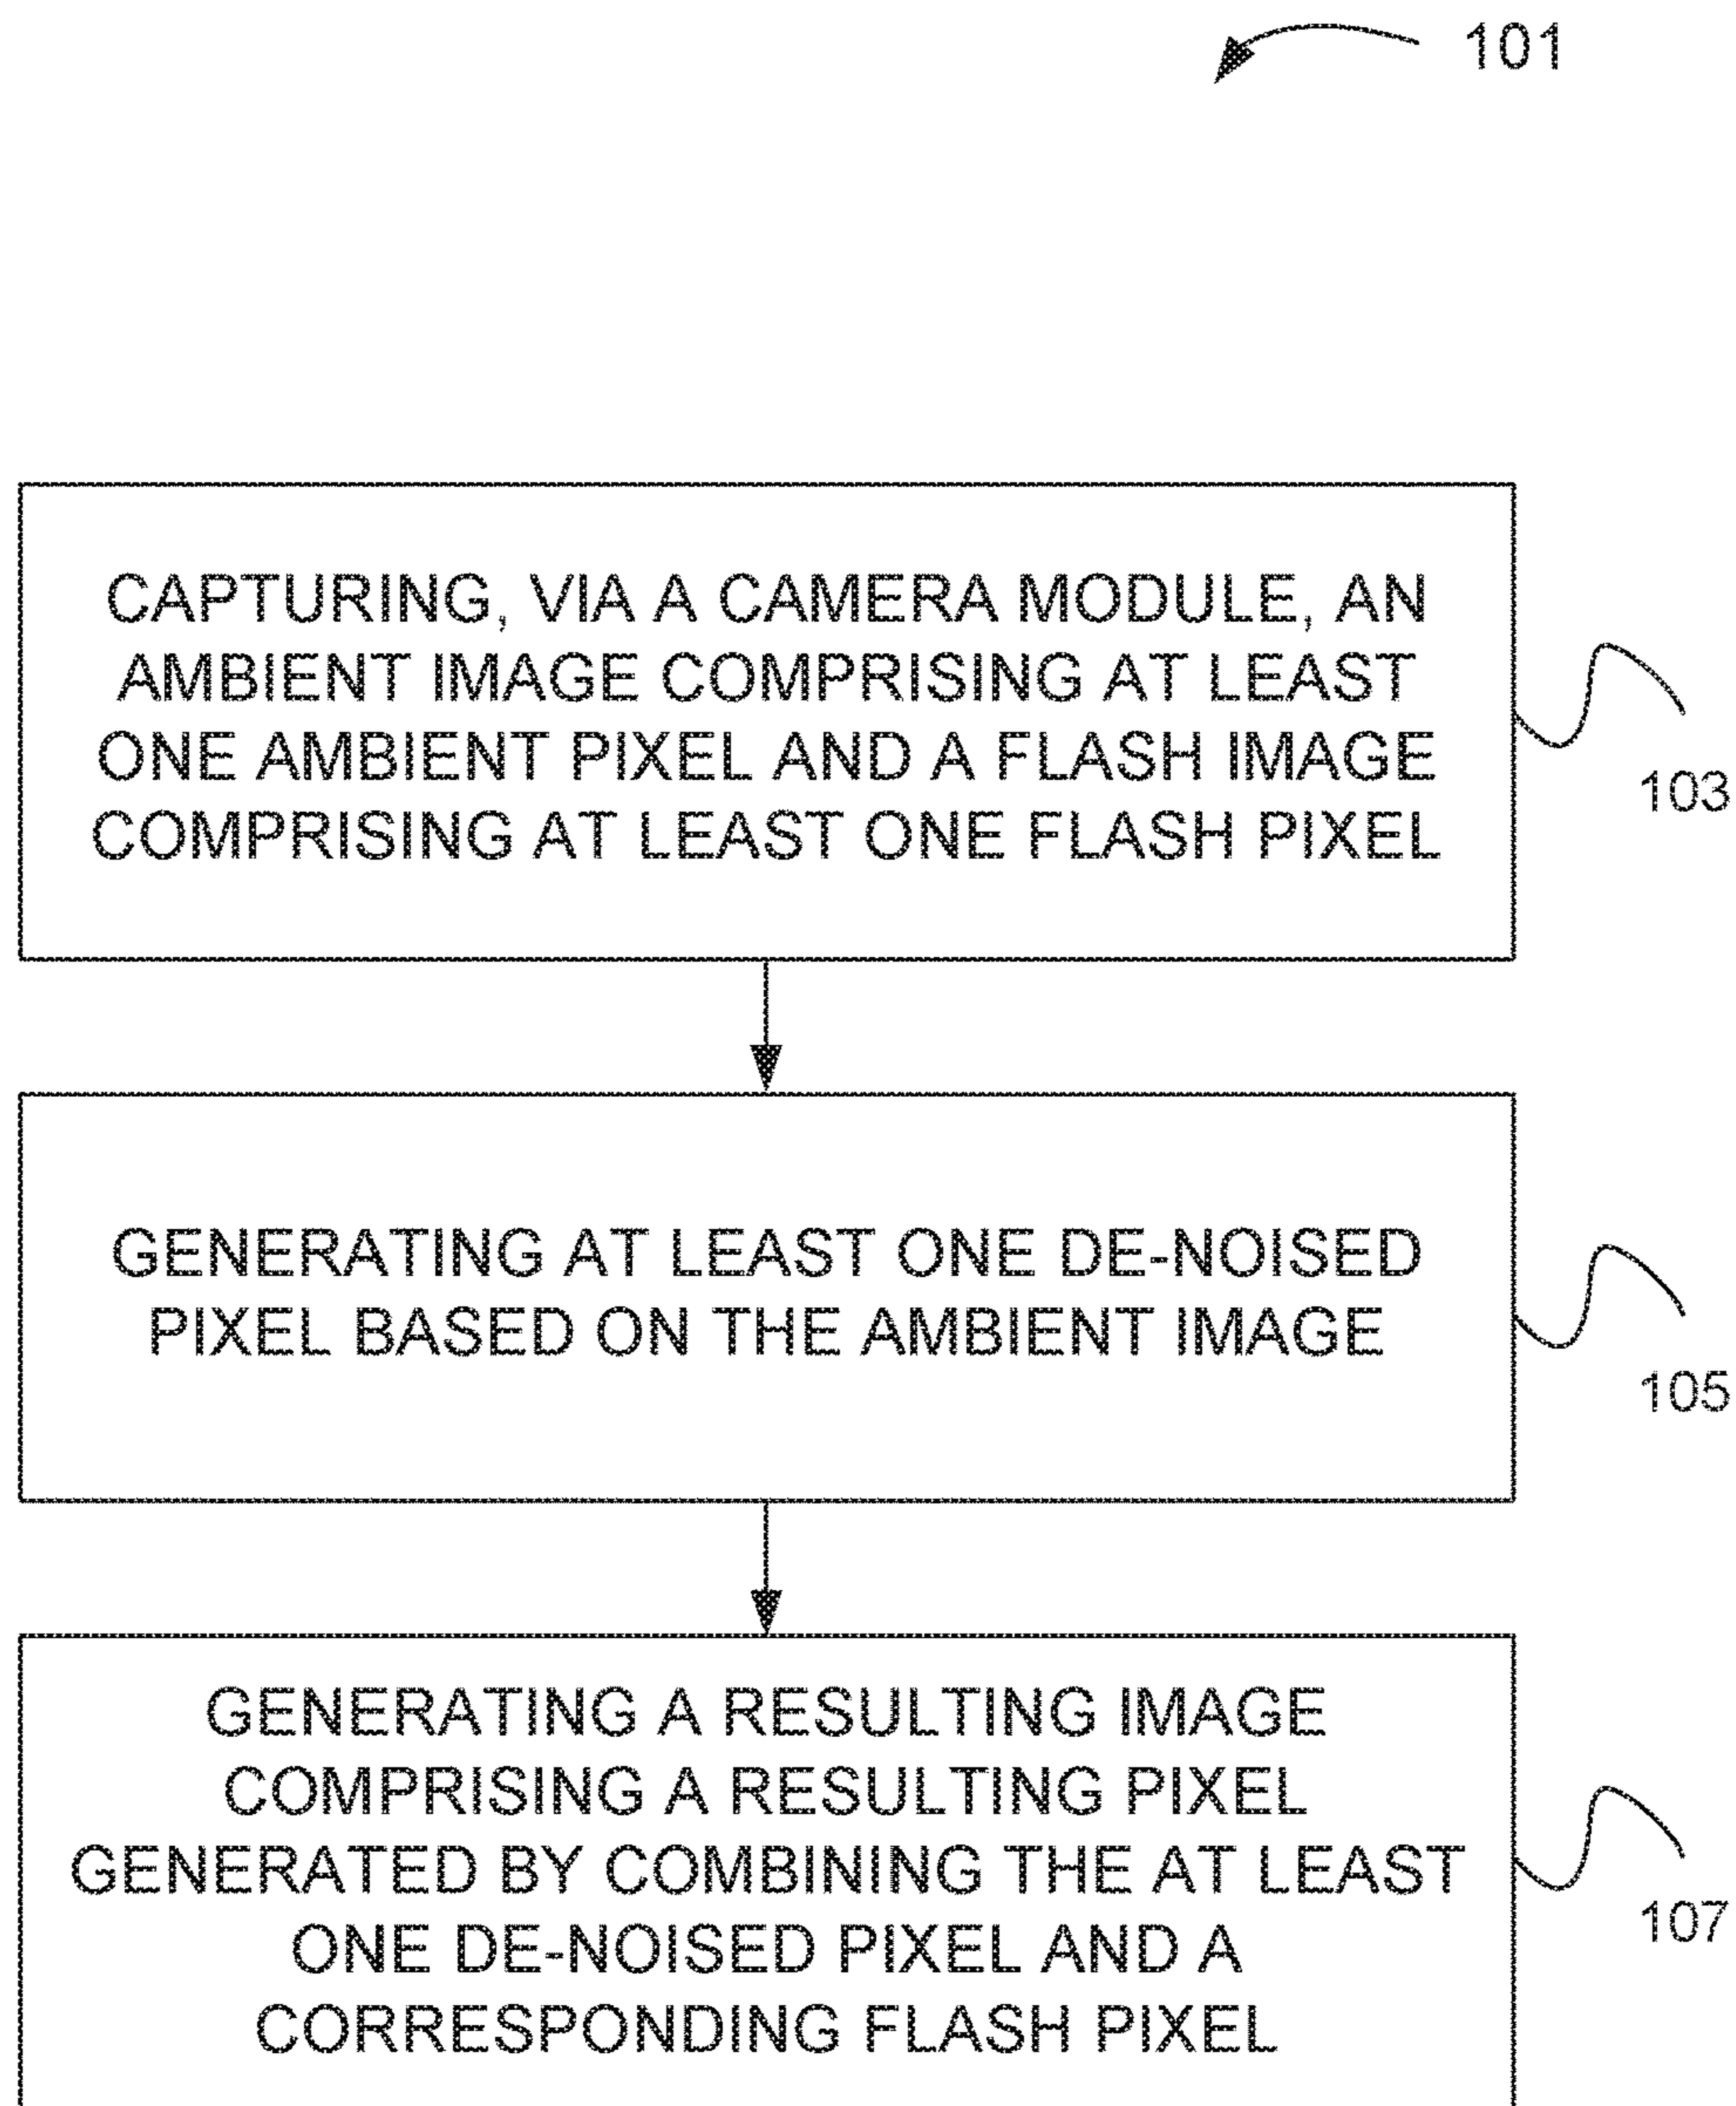 101
CAPTURING, VIA A CAMERA MODULE, AN
AMBIENT IMAGE COMPRISING AT LEAST
ONE AMBIENT PIXEL AND A FLASH IMAGE
COMPRISING AT LEAST ONE FLASH PIXEL
103
GENERATING AT LEAST ONE DE-NOISED
PIXEL BASED ON THE AMBIENT IMAGE
105
GENERATING A RESULTING IMAGE
COMPRISING A RESULTING PIXEL
GENERATED BY COMBINING THE AT LEAST
ONE DE-NOISED PIXEL AND A
CORRESPONDING FLASH PIXEL
107